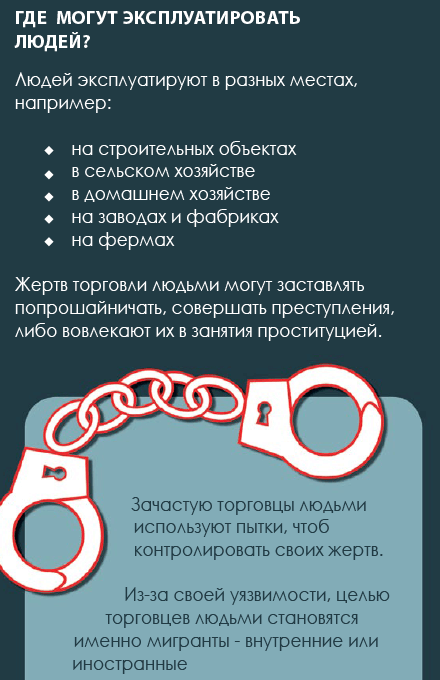 ГДЕ МОГУТ ЭКСПЛУАТИРОВАТЬ
ЛЮДЕЙ?
Людей эксплуатируют в разных местах,
например:
◆ на строительных объектах
◆ в сельском хозяйстве
◆ в домашнем хозяйстве
◆ на заводах и фабриках
◆ на фермах
Жертв торговли людьми могут заставлять
попрошайничать, совершать преступления,
либо вовлекают их в занятия проституцией.
Зачастую торговцы людьми
используют пытки, чтоб
контролировать своих жертв.
Из-за своей уязвимости, целью
торговцев людьми становятся
именно мигранты - внутренние или
иностранные